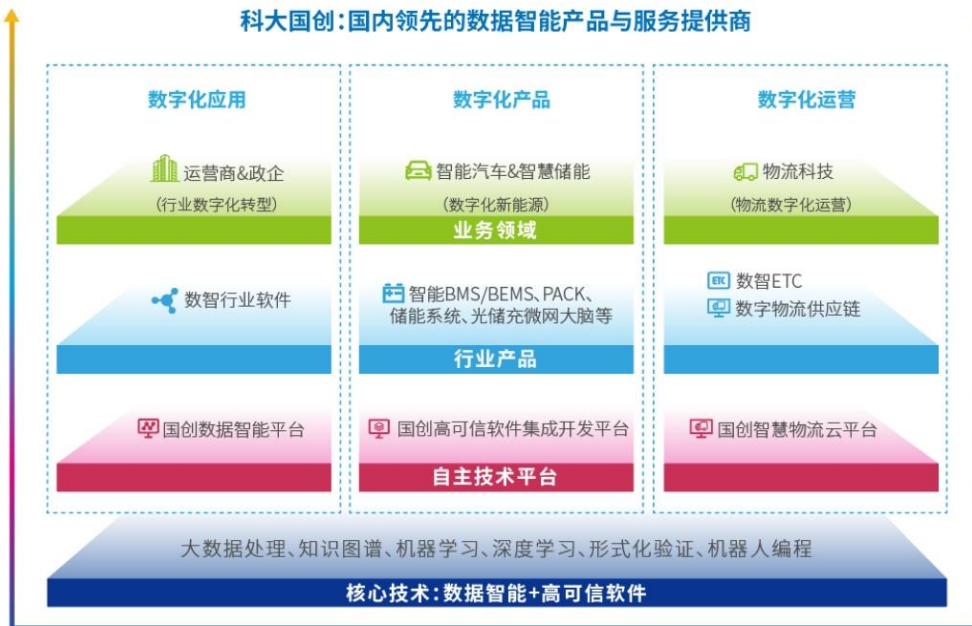 科大国创:国内领先的数据智能产品与服务提供商
数字化应用
数字化产品
数字化运营
运营商&政企
(行业数字化转型)
智能汽车&智慧储能
(数字化新能源)
物流科技
(物流数字化运营)
业务领域
数智行业软件
智能BMS/BEMS、PACK、
储能系统、光储充微网大脑等
ETC
数智ETC
数字物流供应链
行业产品
国创数据智能平台
国创高可信软件集成开发平台
国创智慧物流云平台
自主技术平台
大数据处理、知识图谱、机器学习、深度学习、形式化验证、机器人编程
核心技术:数据智能+高可信软件